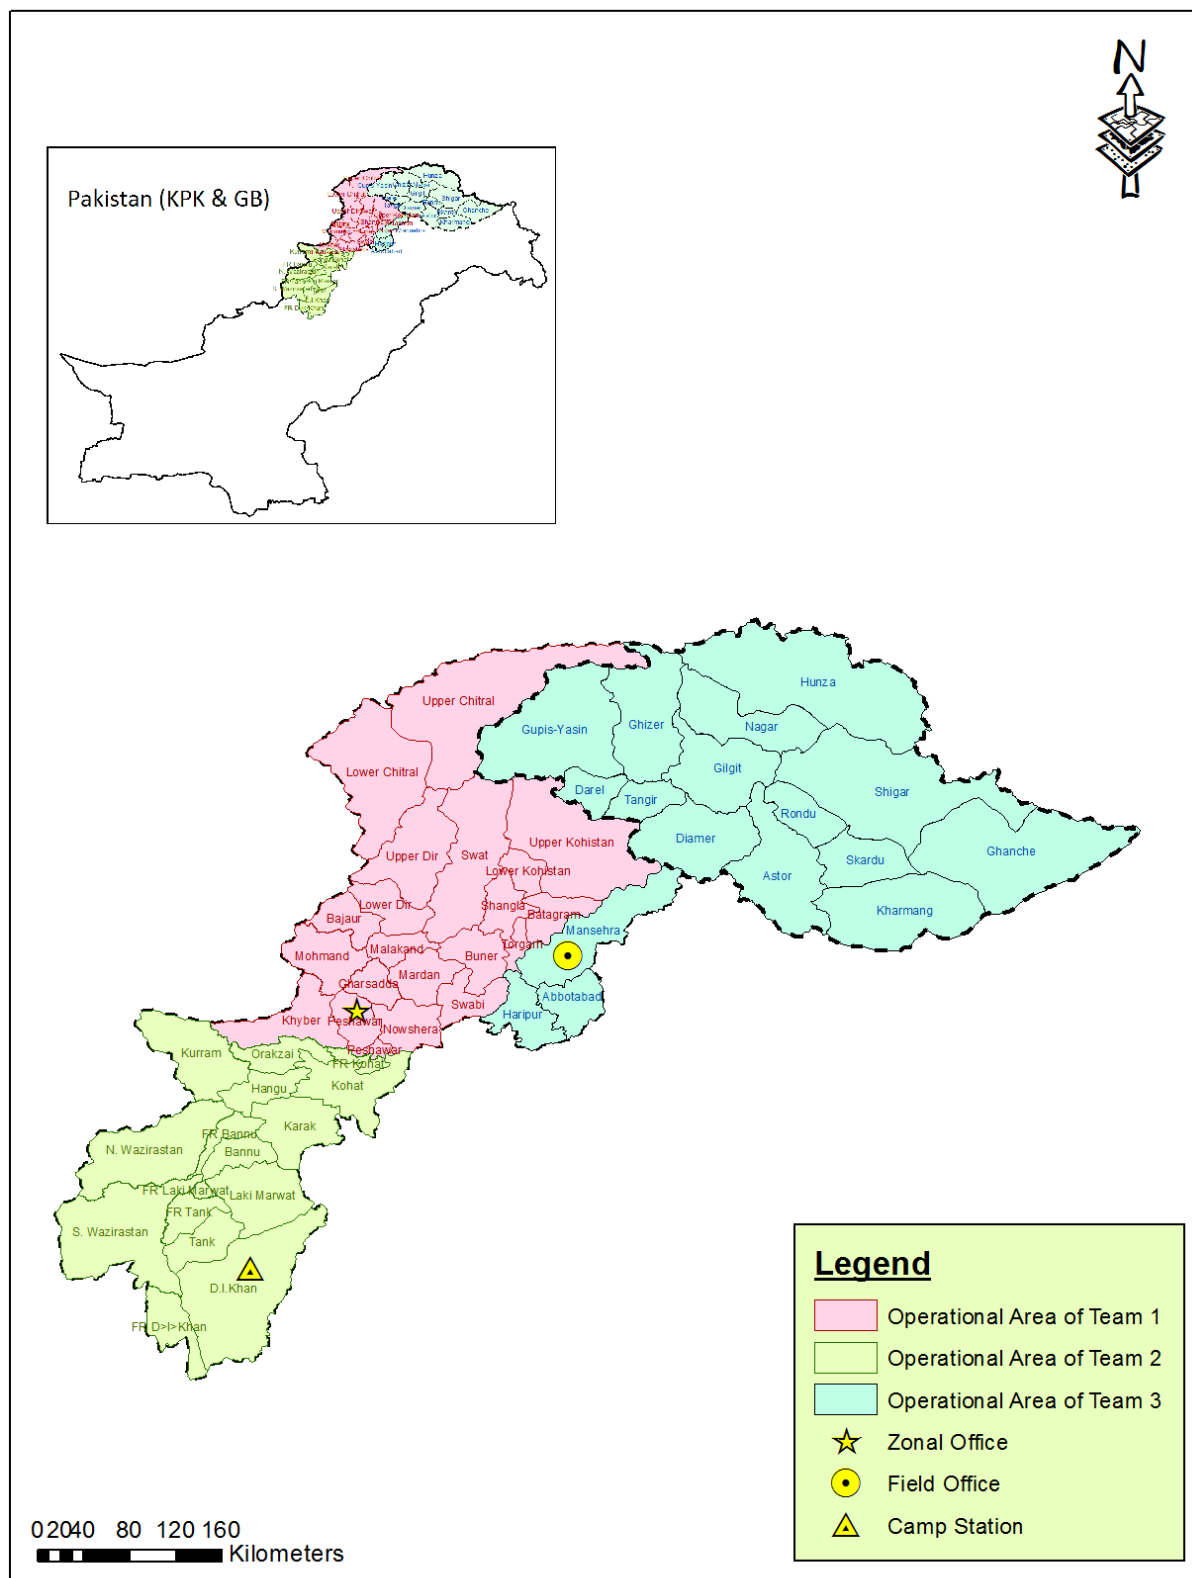 N
Pakistan (KPK & GB)
Hunza
Upper Chitral
Gupis-Yasin
Ghizer
Nagar
Lower Chitral
Gilgit
Darel
Tangir
Shigar
Rondu
Diamer
Upper Kohistan
Ghanche
Upper Dir
Swat
Skardu
Lower Kohistan
Astor
Lower Dir
Shangla
Kharmang
Bajaur
Batagram
Mansehra
Torgarh
Mohmand
Malakand
Buner
Mardan
Charsadda
Abbotabad
Swabi
Haripur
Khyber
Peshawar
Nowshera
Peshawar
Kurram
Orakzai
FR Kohat
Hangu
Kohat
Karak
FR Bannu
N. Wazirastan
Bannu
FR Laki Marwat
Laki Marwat
FR Tank
S. Wazirastan
Tank
D.I.Khan
FR D>I>Khan
Legend
Operational Area of Team 1
Operational Area of Team 2
Operational Area of Team 3
Zonal Office
Field Office
Camp Station
0 20 40 80 120 160
Kilometers